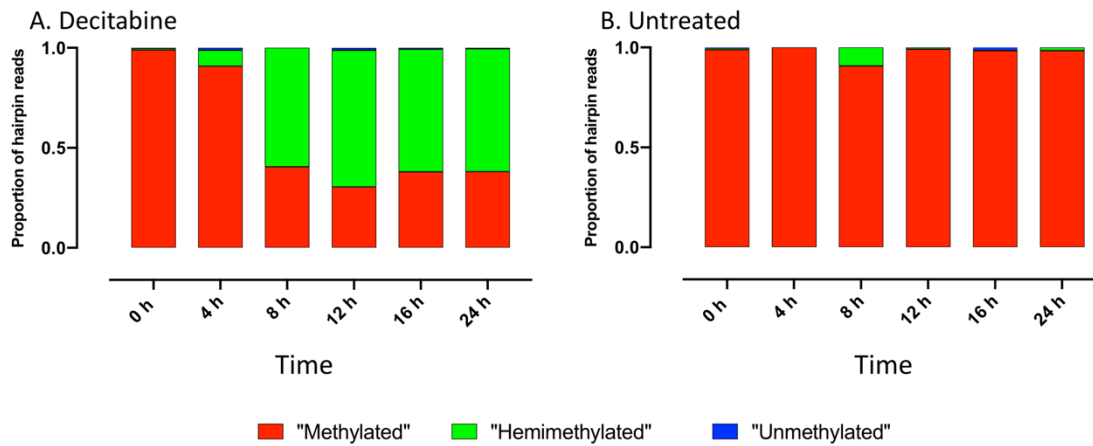 A. Decitabine
Proportion of hairpin reads
1.0
0.5
0.0
0 h
4 h
8 h
12 h
16 h
24 h
Time
B. Untreated
Proportion of hairpin reads
1.0
0.5
0.0
0 h
4 h
8 h
12 h
16 h
24 h
Time
"Methylated" "Hemimethylated" "Unmethylated"